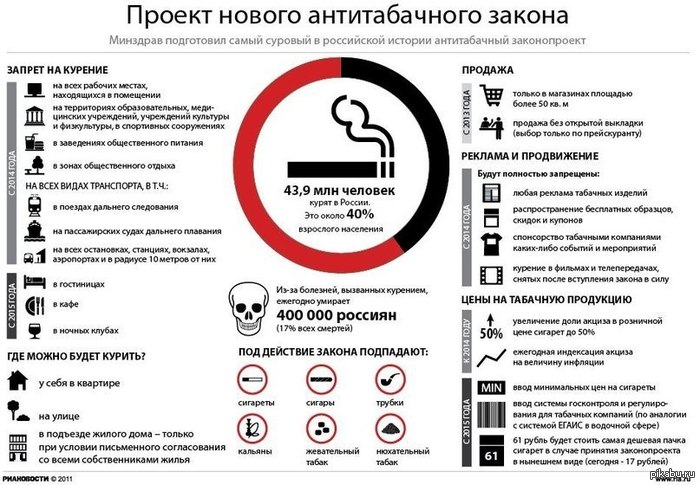 Проект нового антитабачного закона
Минздрав подготовил самый суровый в российской истории антитабачный законопроект
ЗАПРЕТ НА КУРЕНИЕ
С 2014 ГОДА
на всех рабочих местах,
находящихся в помещении
на территориях образовательных, меди-
цинских учреждений, учреждений культуры
и физкультуры, в спортивных сооружениях
в заведениях общественного питания
в зонах общественного отдыха
НА ВСЕХ ВИДАХ ТРАНСПОРТА, В Т.Ч.:
в поездах дальнего следования
на пассажирских судах дальнего плавания
на всех остановках, станциях, вокзалах,
аэропортах и в радиусе 10 метров от них
С 2015 ГОДА
в гостиницах
в кафе
в ночных клубах
ГДЕ МОЖНО БУДЕТ КУРИТЬ?
у себя в квартире
на улице
в подъезде жилого дома – только
при условии письменного согласования
со всеми собственниками жилья
43,9 млн человек
курят в России.
Это около 40%
взрослого населения
Из-за болезней, вызванных курением,
ежегодно умирает
400 000 россиян
(17% всех смертей)
ПОД ДЕЙСТВИЕ ЗАКОНА ПОДПАДАЮТ:
сигареты
сигары
трубки
кальяны
жевательный
табак
нюхательный
табак
ПРОДАЖА
С 2013 ГОДА
только в магазинах площадью
более 50 кв. м
продажа без открытой выкладки
(выбор только по прейскуранту)
РЕКЛАМА И ПРОДВИЖЕНИЕ
Будут полностью запрещены:
С 2014 ГОДА
любая реклама табачных изделий
распространение бесплатных образцов,
скидок и купонов
спонсорство табачными компаниями
каких-либо событий и мероприятий
курение в фильмах и телепередачах,
снятых после вступления закона в силу
ЦЕНЫ НА ТАБАЧНУЮ ПРОДУКЦИЮ
К 2014 ГОДУ
50%
увеличение доли акциза в розничной
цене сигарет до 50%
ежегодная индексация акциза
на величину инфляции
С 2015 ГОДА
MIN
ввод минимальных цен на сигареты
ввод системы госконтроля и регулиро-
вания для табачных компаний (по аналогии
с системой ЕГАИС в водочной сфере)
61
61 рубль будет стоить самая дешевая пачка
сигарет в случае принятия законопроекта
в нынешнем виде (сегодня - 17 рублей)
РИАНОВОСТИ © 2011
pikabu.ru
www.ria.ru